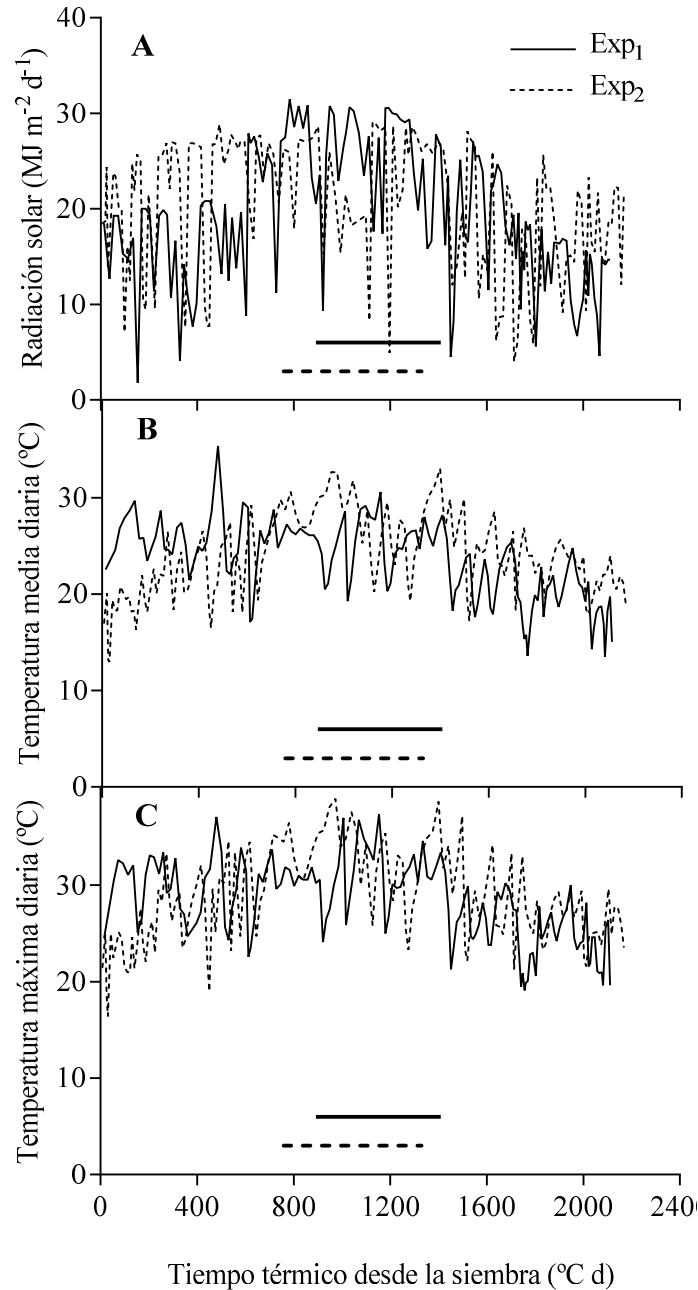 40
A
Exp1
Exp2
30
20
10
0
Radiación solar (MJ m-2 d-1)
B
30
20
10
0
Temperatura media diaria (ºC)
C
30
20
10
0
Temperatura máxima diaria (ºC)
0 400 800 1200 1600 2000 240
Tiempo térmico desde la siembra (ºC d)